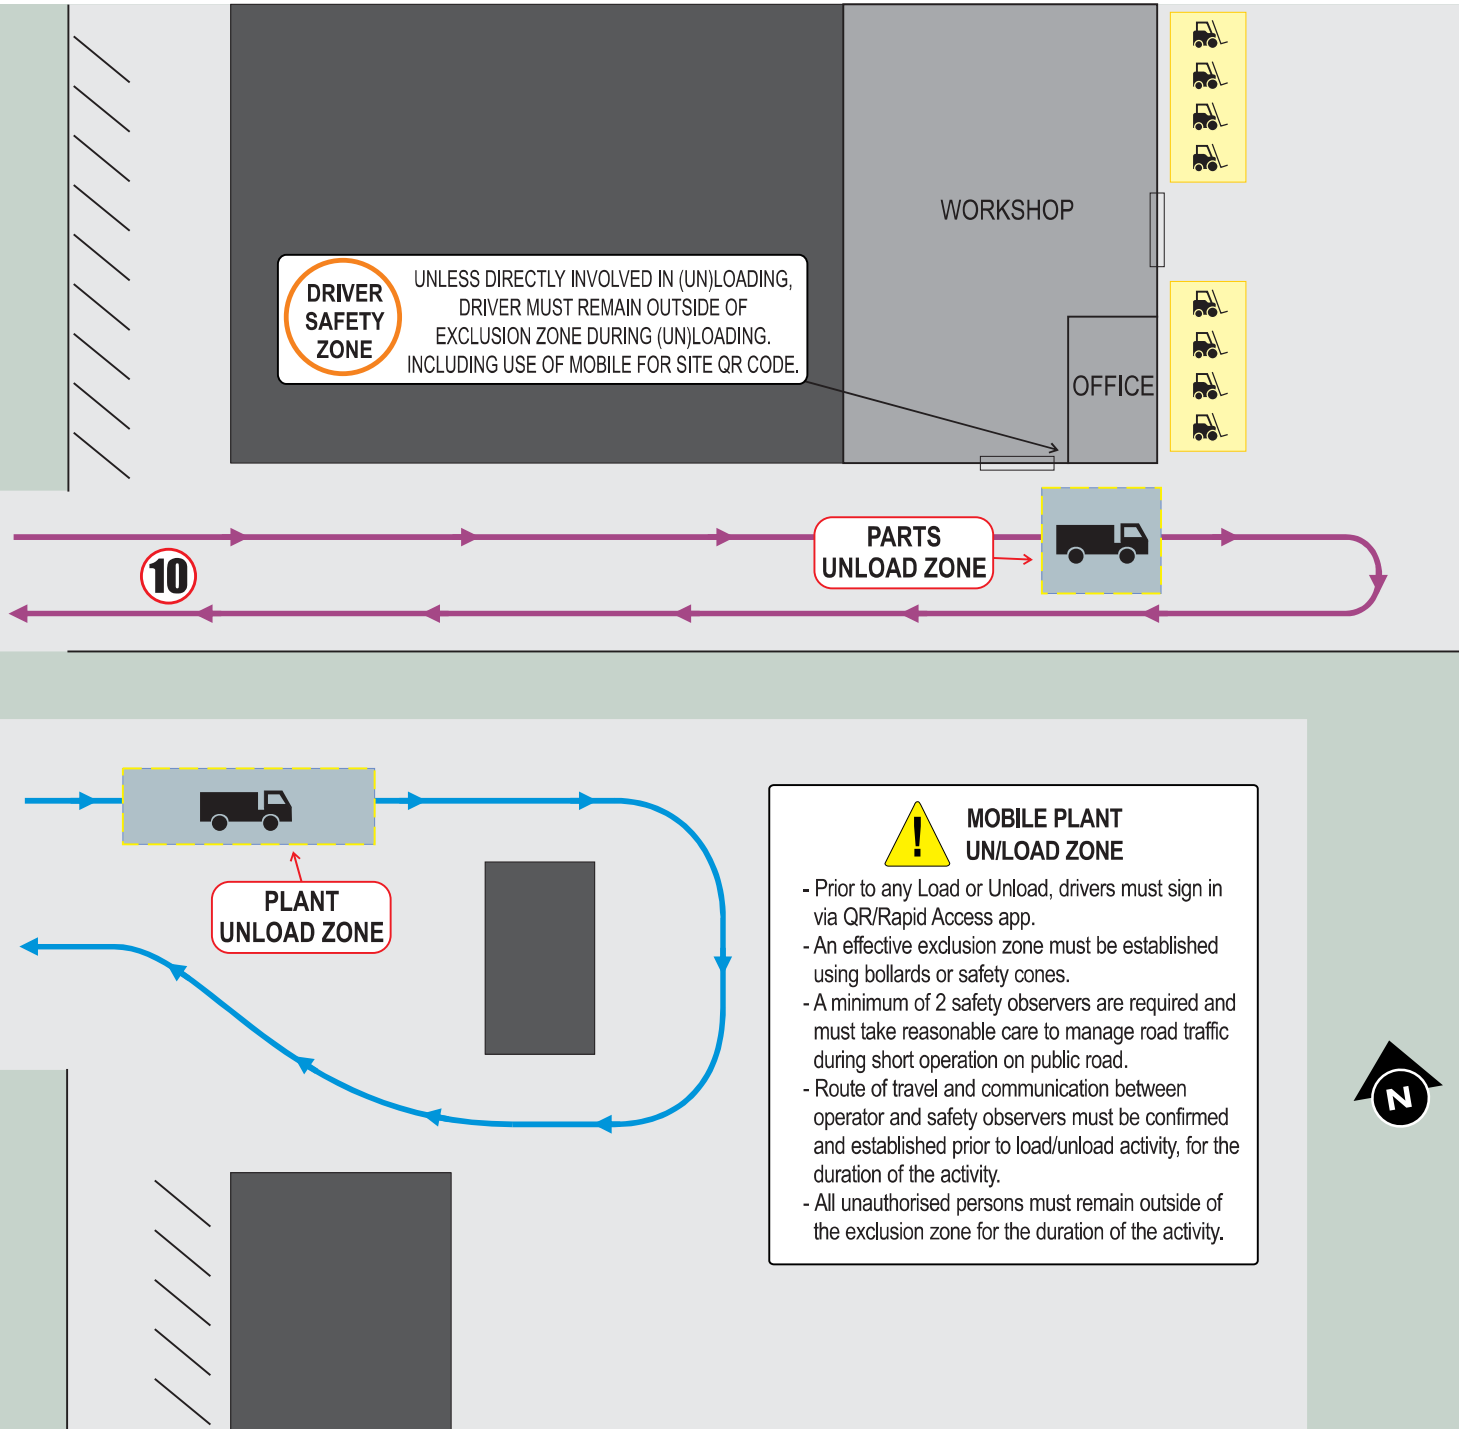 WORKSHOP
DRIVER
SAFETY
ZONE
UNLESS DIRECTLY INVOLVED IN (UN)LOADING,
DRIVER MUST REMAIN OUTSIDE OF
EXCLUSION ZONE DURING (UN)LOADING.
INCLUDING USE OF MOBILE FOR SITE QR CODE.
OFFICE
PARTS
UNLOAD ZONE
10
PLANT
UNLOAD ZONE
!
MOBILE PLANT
UN/LOAD ZONE
- Prior to any Load or Unload, drivers must sign in
via QR/Rapid Access app.
- An effective exclusion zone must be established
using bollards or safety cones.
- A minimum of 2 safety observers are required and
must take reasonable care to manage road traffic
during short operation on public road.
- Route of travel and communication between
operator and safety observers must be confirmed
and established prior to load/unload activity, for the
duration of the activity.
- All unauthorised persons must remain outside of
the exclusion zone for the duration of the activity.
N